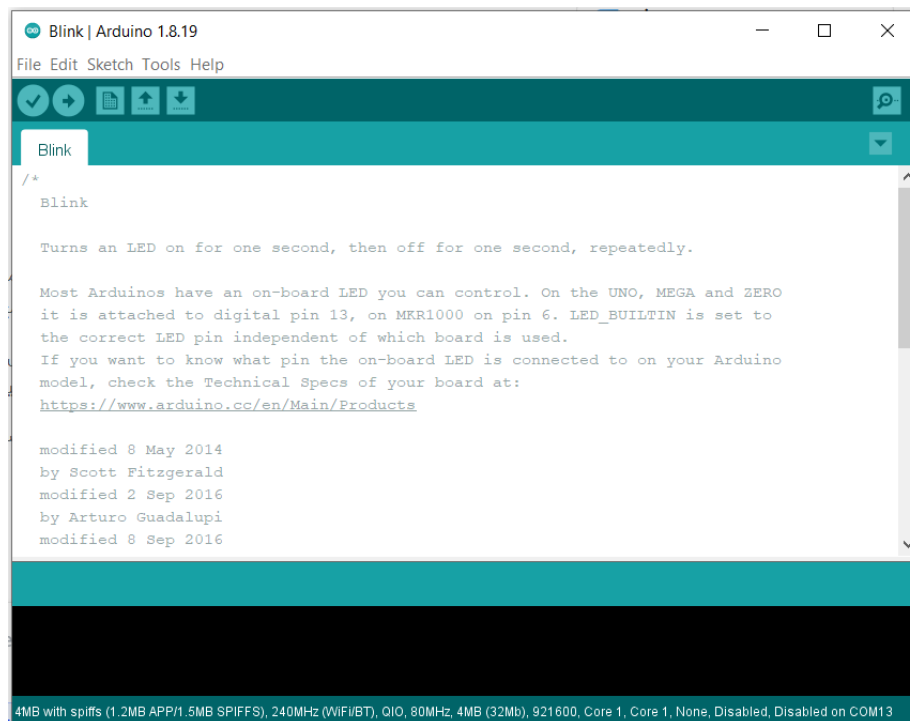 Blink | Arduino 1.8.19
File Edit Sketch Tools Help
Blink
/*
Blink
Turns an LED on for one second, then off for one second, repeatedly.
Most Arduinos have an on-board LED you can control. On the UNO, MEGA and ZERO
it is attached to digital pin 13, on MKR1000 on pin 6. LED_BUILTIN is set to
the correct LED pin independent of which board is used.
If you want to know what pin the on-board LED is connected to on your Arduino
model, check the Technical Specs of your board at:
https://www.arduino.cc/en/Main/Products
modified 8 May 2014
by Scott Fitzgerald
modified 2 Sep 2016
by Arturo Guadalupi
modified 8 Sep 2016
4MB with spiffs (1.2MB APP/1.5MB SPIFFS), 240MHz (WiFi/BT), QIO, 80MHz, 4MB (32Mb), 921600, Core 1, Core 1, None, Disabled, Disabled on COM13